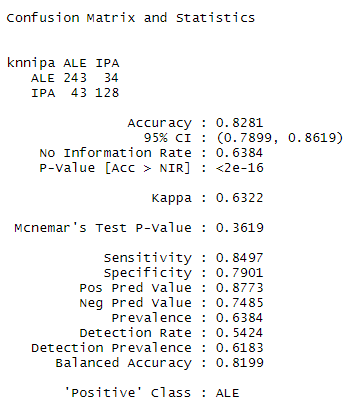 Confusion Matrix and Statistics
knnipa ALE IPA
ALE 243 34
IPA 43 128
Accuracy : 0.8281
95% CI : (0.7899, 0.8619)
No Information Rate : 0.6384
P-Value [Acc > NIR] : <2e-16
Kappa : 0.6322
Mcnemar's Test P-Value : 0.3619
Sensitivity : 0.8497
Specificity : 0.7901
Pos Pred Value : 0.8773
Neg Pred Value : 0.7485
Prevalence : 0.6384
Detection Rate : 0.5424
Detection Prevalence : 0.6183
Balanced Accuracy : 0.8199
'Positive' Class : ALE